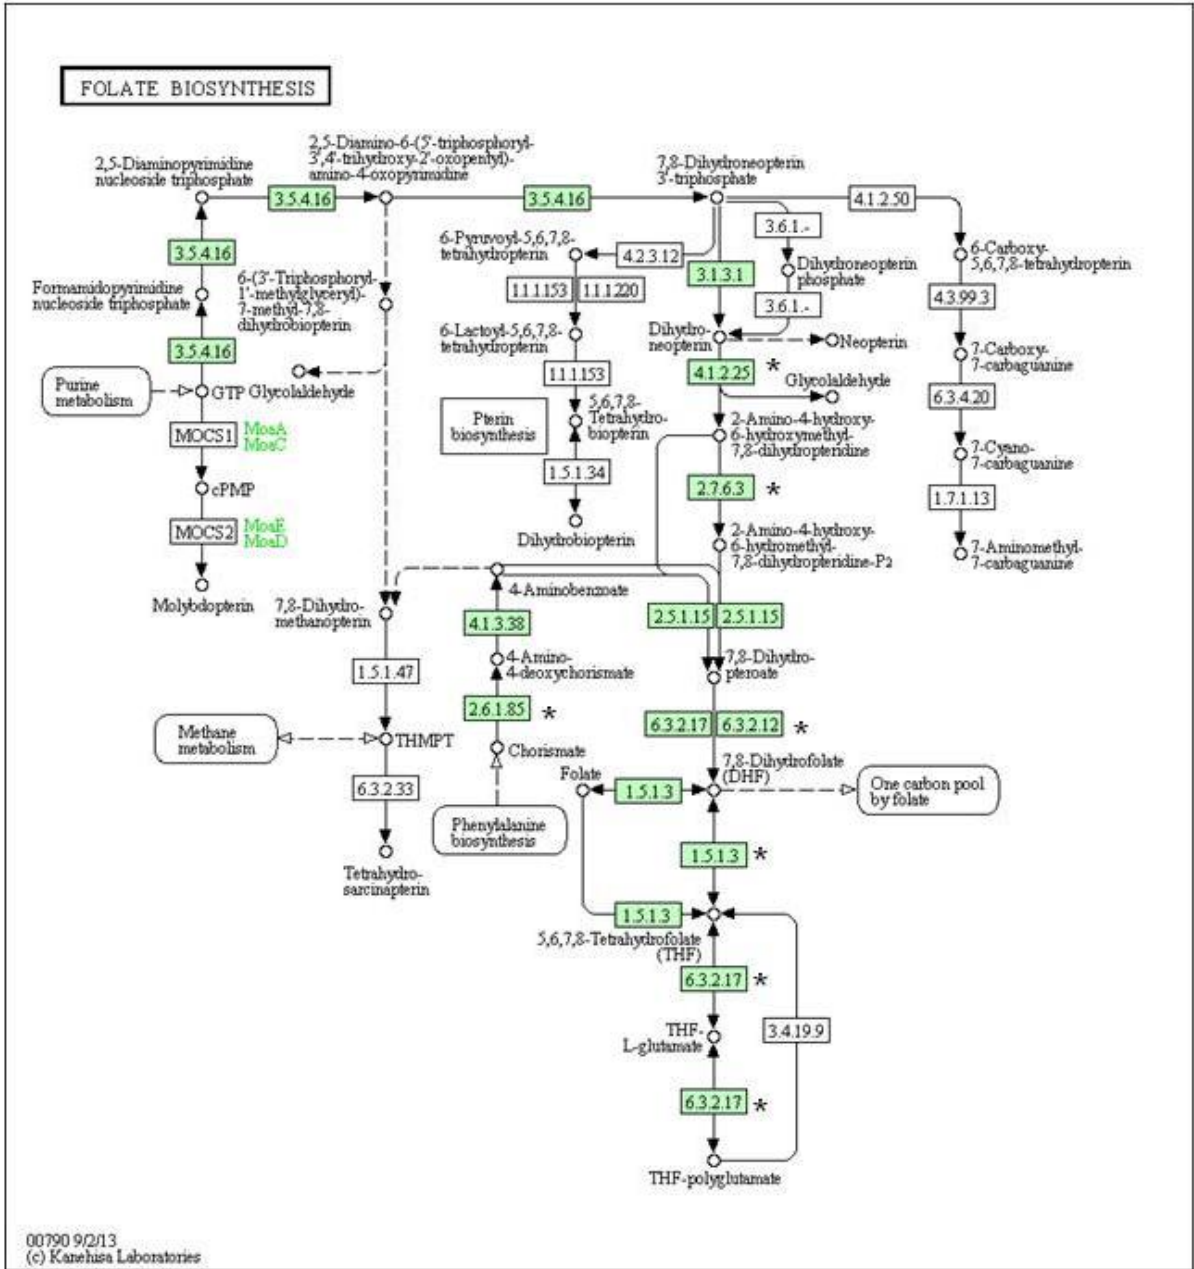 FOLATE BIOSYNTHESIS
2,5-Diaminopyrimidine
nucleoside triphosphate
2,5-Diamino-6-(5'-triphosphoryl-
3',4'-trihydroxy-2'-oxopentyl)-
amino-4-oxopyrimidine
7,8-Dihydroneopterin
3'-triphosphate
3.5.4.16
3.5.4.16
4.1.2.50
3.6.1.-
6-Pyruvoyl-5,6,7,8-
tetrahydropterin
4.2.3.12
3.5.4.16
6-Carboxy-
5,6,7,8-tetrahydropterin
Dihydroneopterin
phosphate
3.1.3.1
Formamidopyrimidine
nucleoside triphosphate
6-(3'-Triphosphoryl-
1'-methylglyceryl)-
7-methyl-7,8-
dihydrobiopterin
1.1.1.153
1.1.1.220
3.6.1.-
4.3.99.3
6-Lactoyl-5,6,7,8-
tetrahydropterin
Dihydro-
neopterin
Neopterin
3.5.4.16
7-Carboxy-
7-carbaguanine
1.1.1.153
4.1.2.25 *
Glycolaldehyde
Purine
metabolism
GTP
Glycolaldehyde
6.3.4.20
MOCS1
MoaA
MoaC
Pterin
biosynthesis
5,6,7,8-
Tetrahydro-
biopterin
2-Amino-4-hydroxy-
6-hydroxymethyl-
7,8-dihydropteridine
7-Cyano-
7-carbaguanine
1.5.1.34
cPMP
2.7.6.3 *
1.7.1.13
MOCS2
MoaE
MoaD
Dihydrobiopterin
2-Amino-4-hydroxy-
6-hydromethyl-
7,8-dihydropteridine-P2
7-Aminomethyl-
7-carbaguanine
Molybdopterin
7,8-Dihydro-
methanopterin
4-Aminobenzoate
4.1.3.38
2.5.1.15
2.5.1.15
1.5.1.47
4-Amino-
4-deoxychorismate
7,8-Dihydro-
pteroate
2.6.1.85 *
6.3.2.17
6.3.2.12 *
Methane
metabolism
THMPT
Chorismate
7,8-Dihydrofolate
(DHF)
6.3.2.33
Folate
1.5.1.3
One carbon pool
by folate
Phenylalanine
biosynthesis
1.5.1.3 *
Tetrahydro-
sarcinapterin
1.5.1.3
5,6,7,8-Tetrahydrofolate
(THF)
6.3.2.17 *
THF-
L-glutamate
3.4.19.9
6.3.2.17 *
THF-polyglutamate
00790 9/2/13
(c) Kanehisa Laboratories